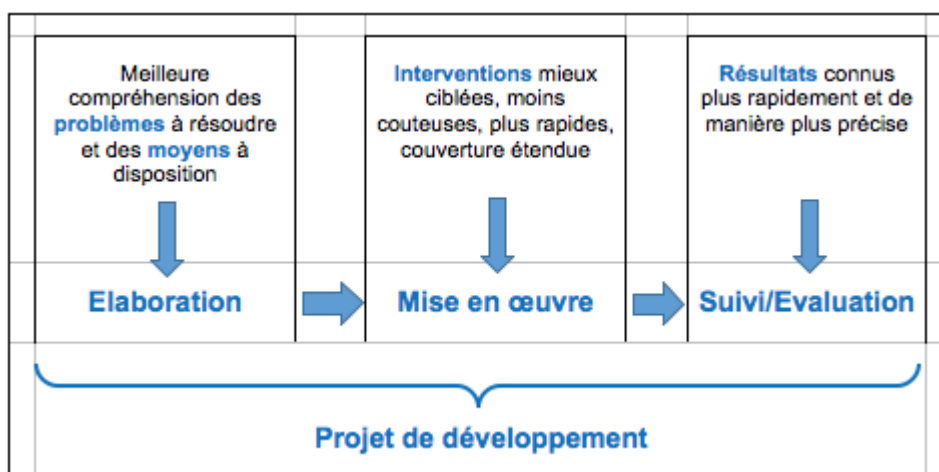 Meilleure
compréhension des
problèmes à résoudre
et des moyens à
disposition
Interventions mieux
ciblées, moins
couteuses, plus rapides,
couverture étendue
Résultats connus
plus rapidement et de
manière plus précise
Elaboration
Mise en œuvre
Suivi/Evaluation
Projet de développement